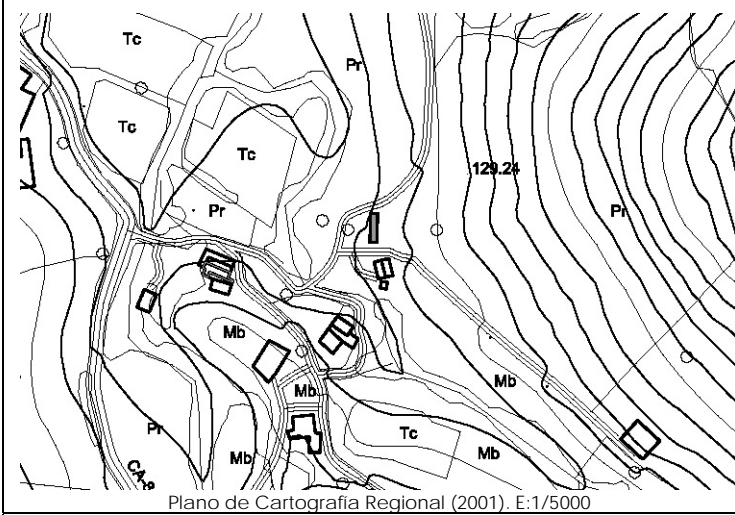 Tc
Pr
Tc
Tc
129.24
Pr
Pr
Mb
Mb
Mb
Tc
Pr
Mb
Mb
Plano de Cartografía Regional (2001). E:1/5000